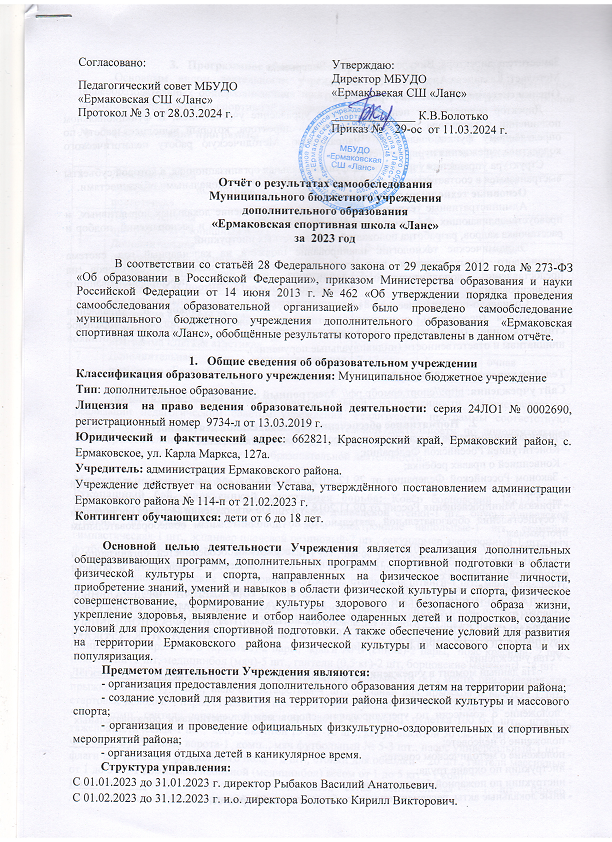 Согласовано:
Педагогический совет МБУДО
«Ермаковская СШ «Ланс»
Протокол № 3 от 28.03.2024 г.
Утверждаю:
Директор МБУДО
«Ермаковская СШ «Ланс»
К.В.Болотько
Приказ № 29-ос от 11.03.2024 г.
МБУДО
«Ермаковская
СШ «Ланс»
Отчёт о результатах самообследования
Муниципального бюджетного учреждения
дополнительного образования
«Ермаковская спортивная школа «Ланс»
за 2023 год
В соответствии со статьёй 28 Федерального закона от 29 декабря 2012 года № 273-ФЗ
«Об образовании в Российской Федерации», приказом Министерства образования и науки
Российской Федерации от 14 июня 2013 г. № 462 «Об утверждении порядка проведения
самообследования образовательной организацией» было проведено самообследование
муниципального бюджетного учреждения дополнительного образования «Ермаковская
спортивная школа «Ланс», обобщённые результаты которого представлены в данном отчёте.
1. Общие сведения об образовательном учреждении
Классификация образовательного учреждения: Муниципальное бюджетное учреждение
Тип: дополнительное образование.
Лицензия на право ведения образовательной деятельности: серия 24ЛО1 № 0002690,
регистрационный номер 9734-л от 13.03.2019 г.
Юридический и фактический адрес: 662821, Красноярский край, Ермаковский район, с.
Ермаковское, ул. Карла Маркса, 127а.
Учредитель: администрация Ермаковского района.
Учреждение действует на основании Устава, утверждённого постановлением администрации
Ермаковкого района № 114-п от 21.02.2023 г.
Контингент обучающихся: дети от 6 до 18 лет.
Основной целью деятельности Учреждения является реализация дополнительных
общеразвивающих программ, дополнительных программ спортивной подготовки в области
физической культуры и спорта, направленных на физическое воспитание личности,
приобретение знаний, умений и навыков в области физической культуры и спорта, физическое
совершенствование, формирование культуры здорового и безопасного образа жизни,
укрепление здоровья, выявление и отбор наиболее одаренных детей и подростков, создание
условий для прохождения спортивной подготовки. А также обеспечение условий для развития
на территории Ермаковского района физической культуры и массового спорта и их
популяризация.
Предметом деятельности Учреждения являются:
- организация предоставления дополнительного образования детям на территории района;
- создание условий для развития на территории района физической культуры и массового
спорта;
- организация и проведение официальных физкультурно-оздоровительных и спортивных
мероприятий района;
- организация отдыха детей в каникулярное время.
Структура управления:
С 01.01.2023 до 31.01.2023 г. директор Рыбаков Василий Анатольевич.
С 01.02.2023 до 31.12.2023 г. и.о. директора Болотько Кирилл Викторович.